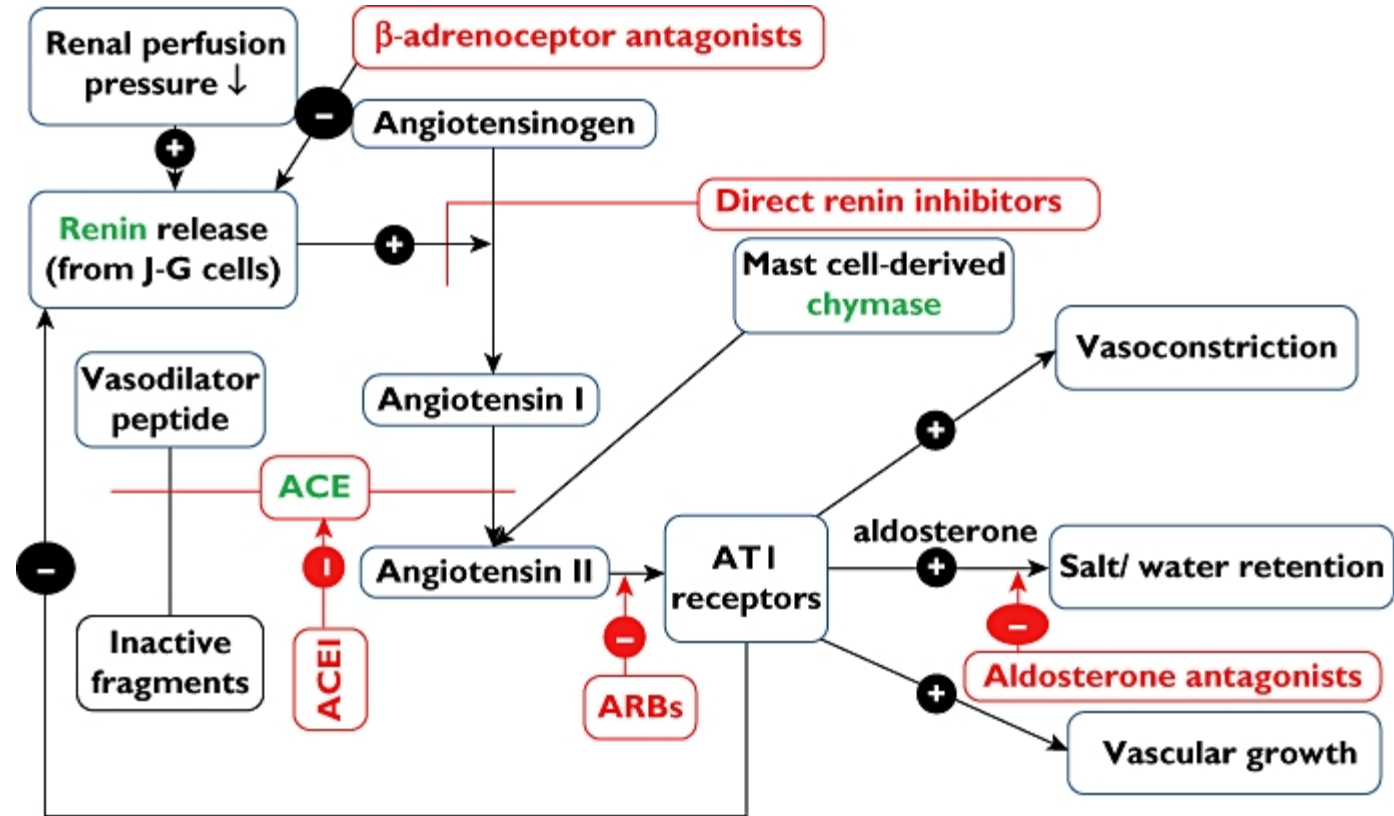 Renal perfusion
pressure ↓
β-adrenoceptor antagonists
–
Angiotensinogen
+
Renin release
(from J-G cells)
+
Direct renin inhibitors
Mast cell-derived
chymase
Vasoconstriction
Vasodilator
peptide
Angiotensin I
+
ACE
–
–
Angiotensin II
AT1
receptors
aldosterone
+
Salt/ water retention
Inactive
fragments
ACEI
–
ARBs
–
Aldosterone antagonists
+
Vascular growth